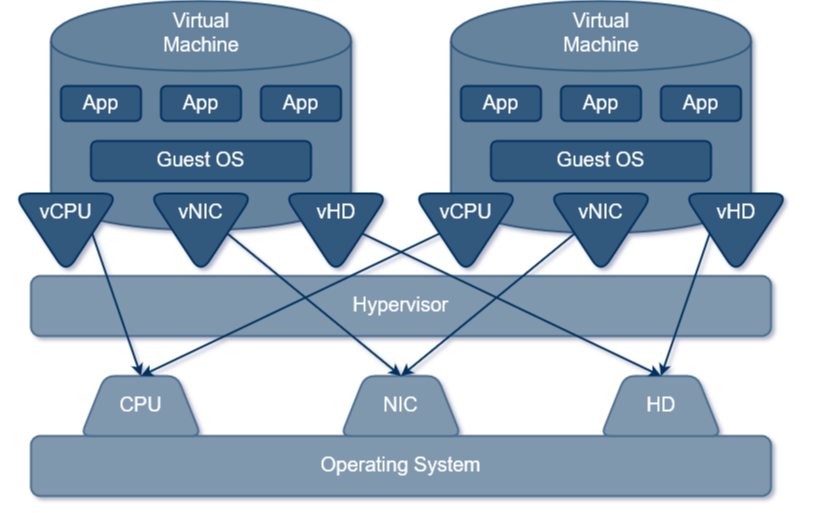 Virtual
Machine
Virtual
Machine
App App App
App App App
Guest OS
Guest OS
vCPU vNIC vHD
vCPU vNIC vHD
Hypervisor
CPU NIC HD
Operating System